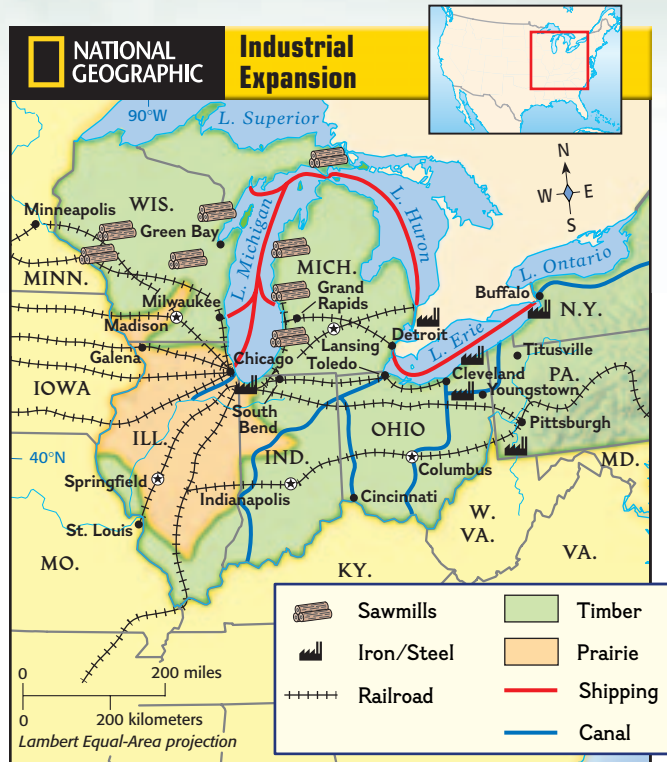 NATIONAL
GEOGRAPHIC
Industrial
Expansion
90°W
L. Superior
N
W
E
S
Minneapolis
WIS.
Green Bay
L. Michigan
L. Huron
MINN.
MICH.
L. Ontario
Milwaukee
Grand
Rapids
Buffalo
N.Y.
Madison
Lansing
Detroit
L. Erie
Galena
Chicago
Toledo
Titusville
Cleveland
PA.
IOWA
Youngstown
South
Bend
ILL.
OHIO
Pittsburgh
40°N
IND.
MD.
Springfield
Columbus
Indianapolis
Cincinnati
St. Louis
W.
VA.
MO.
KY.
VA.
Sawmills
Timber
Iron/Steel
Prairie
Railroad
Shipping
Canal
0
200 miles
0
200 kilometers
Lambert Equal-Area projection